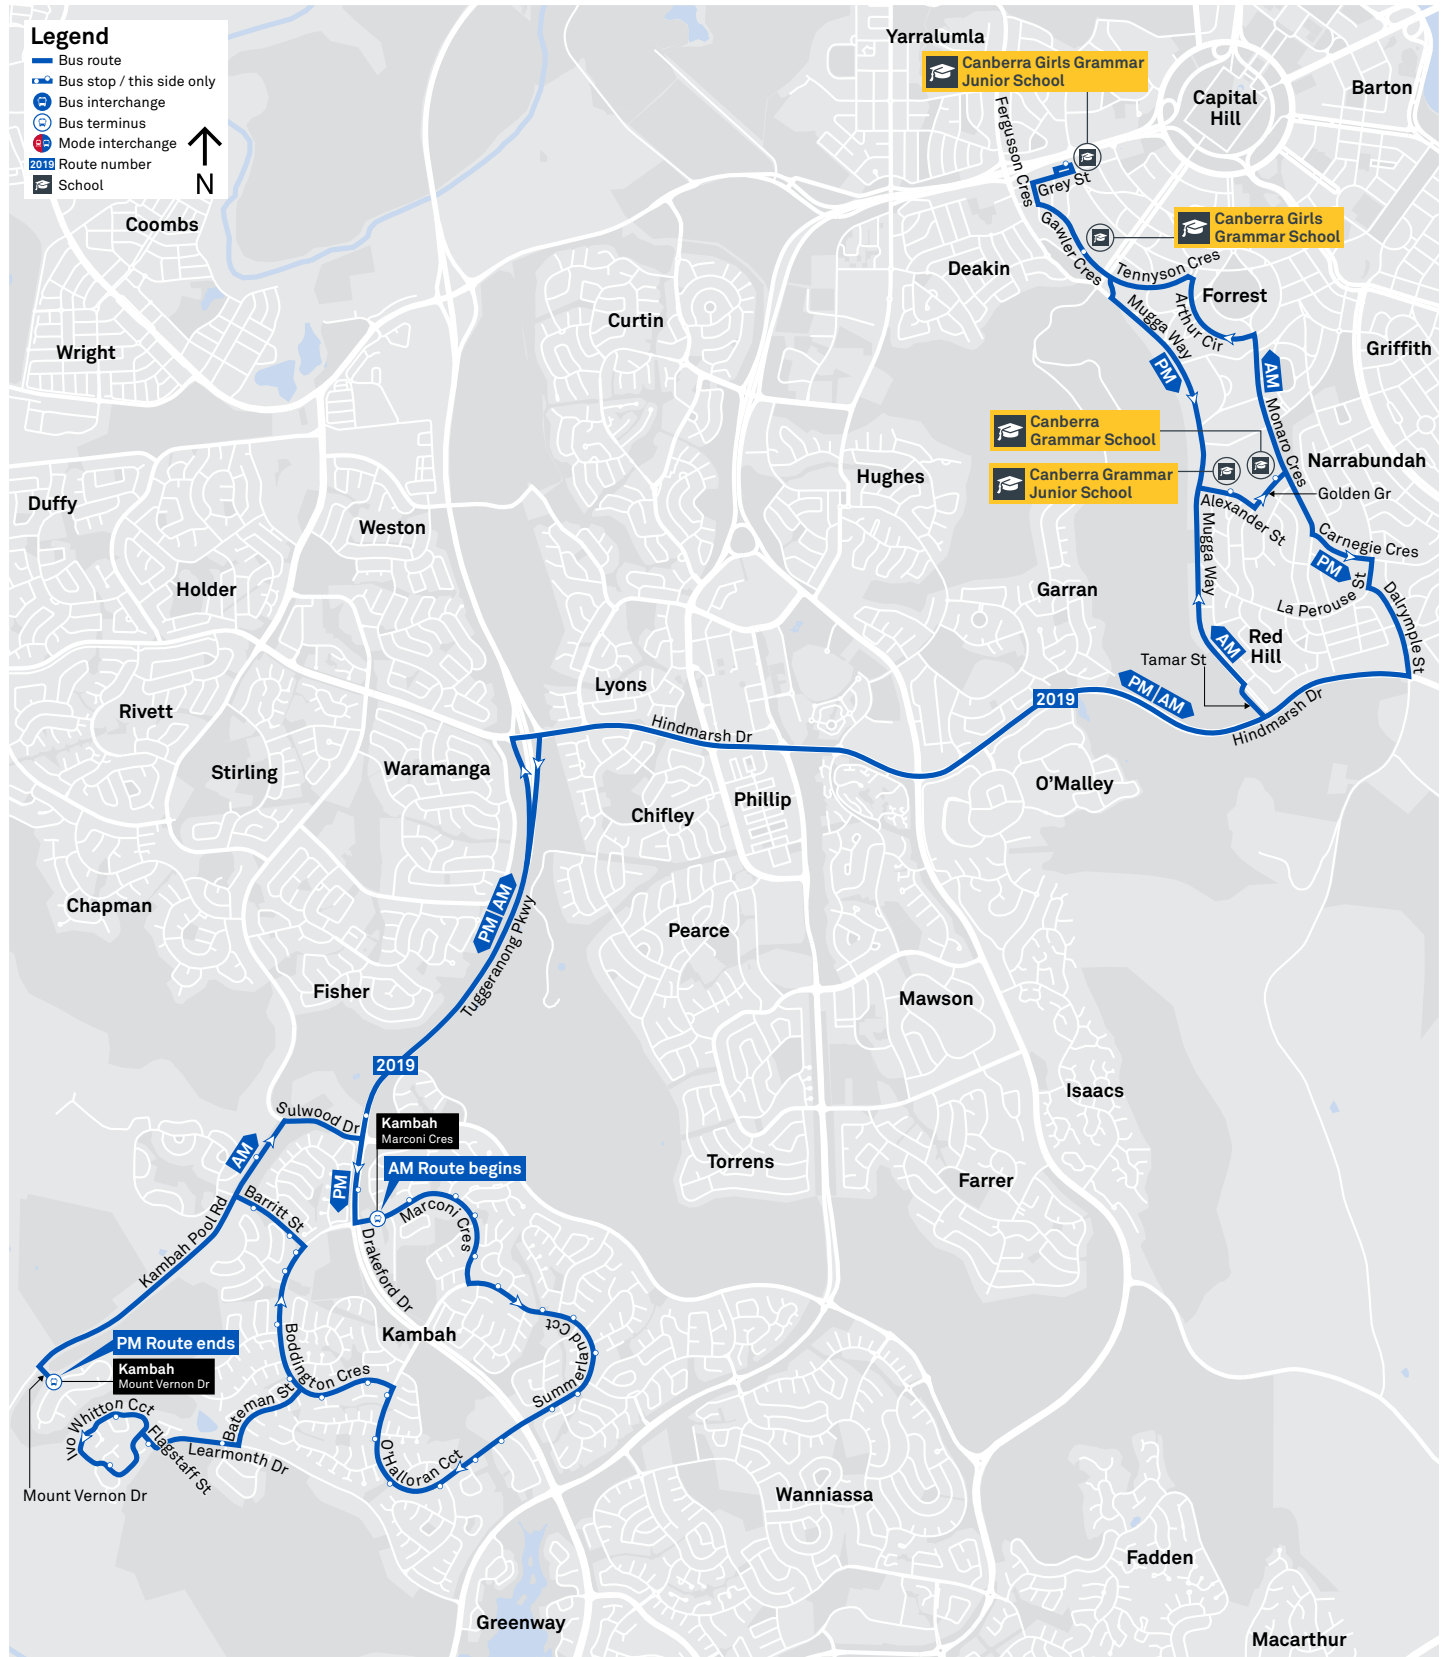 Legend
Bus route
Bus stop / this side only
Bus interchange
Bus terminus
Mode interchange
2019 Route number
School
N
Yarralumla
Canberra Girls Grammar
Junior School
Capital
Hill
Barton
Fergusson Cres
Grey St
Coombs
Canberra Girls
Grammar School
Gawler Cres
Deakin
Tennyson Cres
Forrest
Curtin
Mugga Way
Arthur Cir
Wright
Griffith
PM
AM
Monaro Cres
Canberra
Grammar School
Narrabundah
Hughes
Canberra Grammar
Junior School
Golden Gr
Duffy
Alexander St
Weston
Mugga Way
Carnegie Cres
PM
Holder
Garran
La Perouse St
Dalrymple St
AM
Red
Hill
Tamar St
Lyons
PM AM
2019
Rivett
Hindmarsh Dr
Hindmarsh Dr
Stirling
Waramanga
O'Malley
Phillip
Chifley
Chapman
PM AM
Pearce
Tuggeranong Pkwy
Fisher
Mawson
2019
Isaacs
Sulwood Dr
Kambah
Marconi Cres
AM
AM Route begins
Torrens
PM
Farrer
Barritt St
Marconi Cres
Kambah Pool Rd
Drakeford Dr
Kambah
Summerland Cct
PM Route ends
Kambah
Mount Vernon Dr
Boddington Cres
Bateman St
Ivo Whitton Cct
Flagstaff St
Learmonth Dr
O'Halloran Cct
Mount Vernon Dr
Wanniassa
Fadden
Greenway
Macarthur